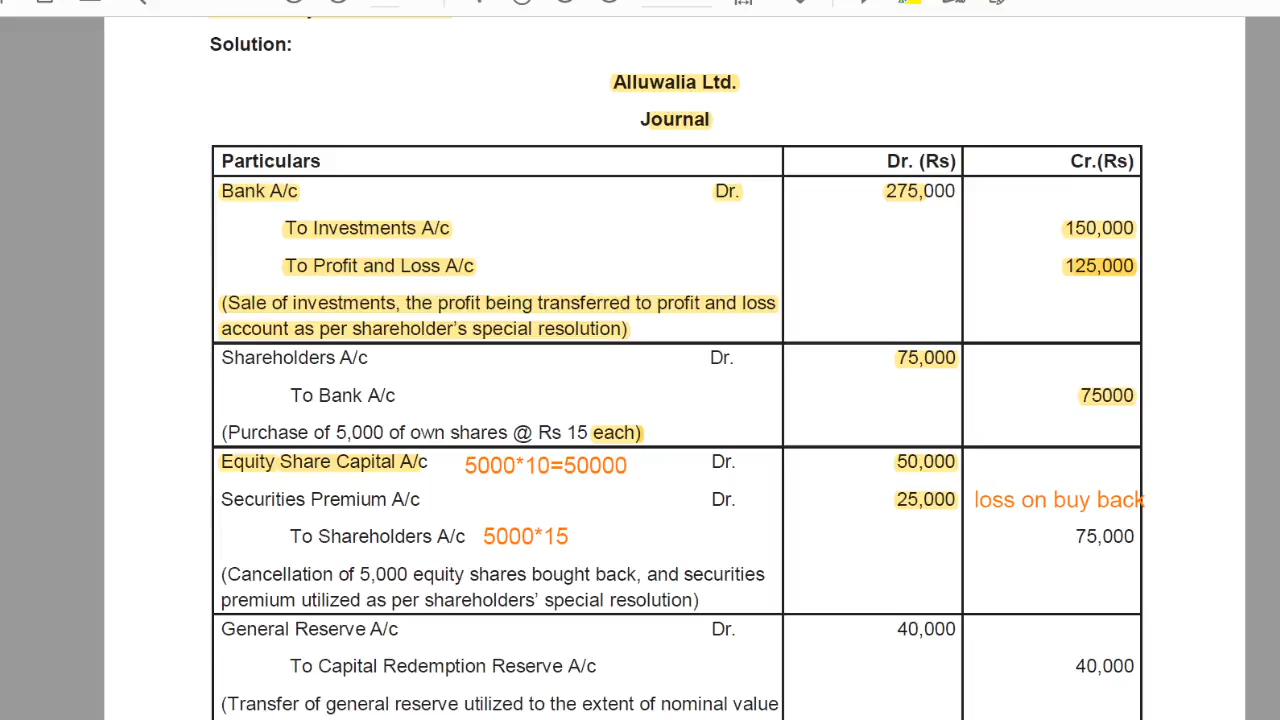 Solution:
Alluwalia Ltd.
Journal
Particulars Dr. (Rs) Cr.(Rs)
Bank A/c Dr. 275,000
To Investments A/c 150,000
To Profit and Loss A/c 125,000
(Sale of investments, the profit being transferred to profit and loss
account as per shareholder's special resolution)
Shareholders A/c Dr. 75,000
To Bank A/c 75000
(Purchase of 5,000 of own shares @ Rs 15 each)
Equity Share Capital A/c 5000*10=50000 Dr. 50,000
Securities Premium A/c Dr. 25,000 loss on buy back
To Shareholders A/c 5000*15 75,000
(Cancellation of 5,000 equity shares bought back, and securities
premium utilized as per shareholders' special resolution)
General Reserve A/c Dr. 40,000
To Capital Redemption Reserve A/c 40,000
(Transfer of general reserve utilized to the extent of nominal value